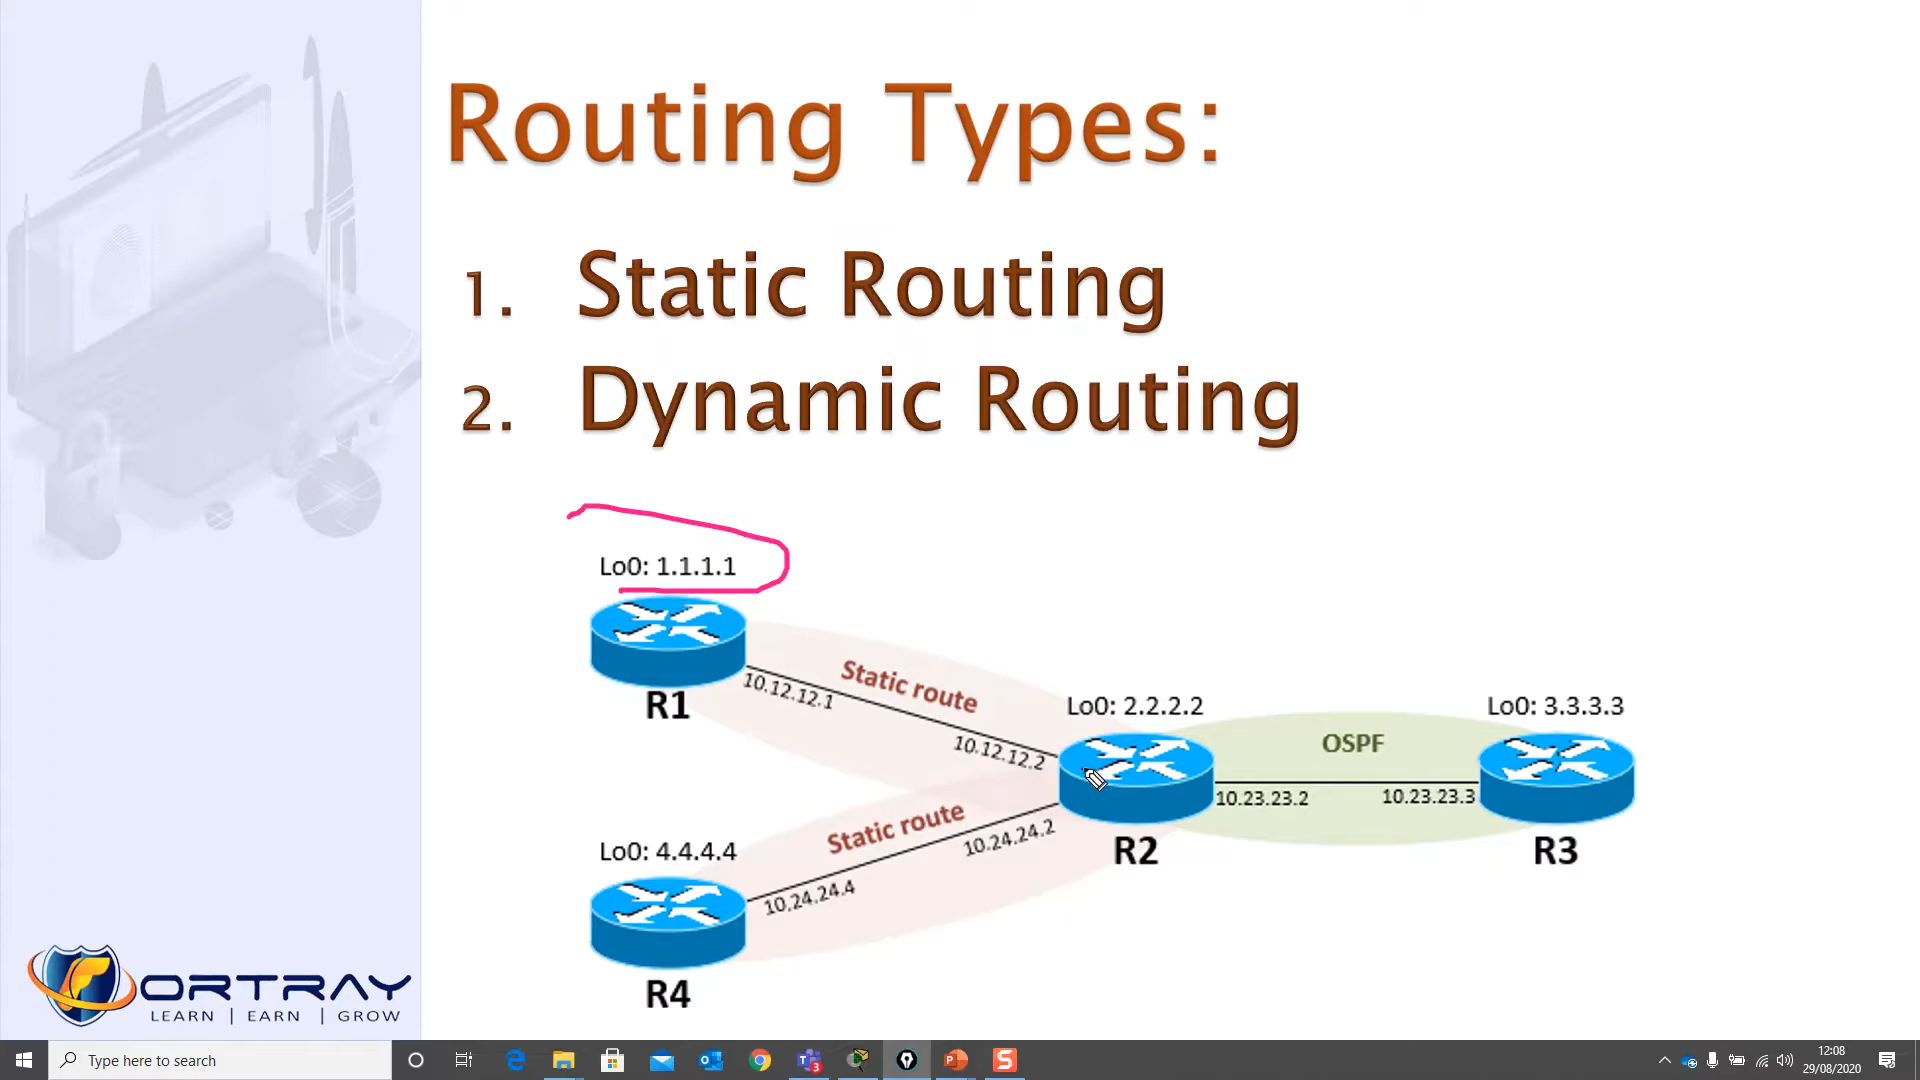 Routing Types:
1. Static Routing
2. Dynamic Routing
Lo0: 1.1.1.1
R1
Static route
10.12.12.1
10.12.12.2
Lo0: 2.2.2.2
R2
OSPF
10.23.23.2
10.23.23.3
Lo0: 3.3.3.3
R3
Static route
10.24.24.2
10.24.24.4
Lo0: 4.4.4.4
R4
FORTRAY
LEARN | EARN | GROW
Type here to search
3
12:08
29/08/2020